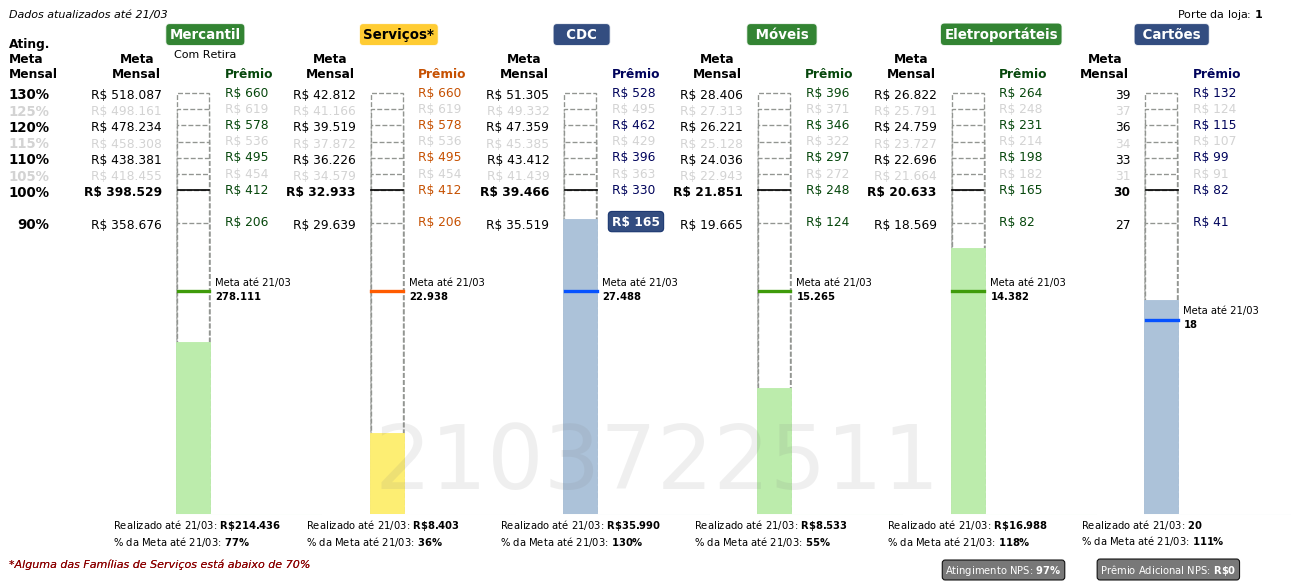 Dados atualizados até 21/03 Porte da loja: 1
Mercantil Serviços* CDC Móveis Eletroportáteis Cartões
Com Retira
Ating. Meta Mensal Meta Mensal Prêmio Meta Mensal Prêmio Meta Mensal Prêmio Meta Mensal Prêmio Meta Mensal Prêmio Meta Mensal Prêmio
130% R$ 518.087 R$ 660 R$ 42.812 R$ 660 R$ 51.305 R$ 528 R$ 28.406 R$ 396 R$ 26.822 R$ 264 39 R$ 132
125% R$ 498.161 R$ 619 R$ 41.166 R$ 619 R$ 49.332 R$ 495 R$ 27.313 R$ 371 R$ 25.791 R$ 248 37 R$ 124
120% R$ 478.234 R$ 578 R$ 39.519 R$ 578 R$ 47.359 R$ 462 R$ 26.221 R$ 346 R$ 24.759 R$ 231 36 R$ 115
115% R$ 458.308 R$ 536 R$ 37.872 R$ 536 R$ 45.385 R$ 429 R$ 25.128 R$ 322 R$ 23.727 R$ 214 34 R$ 107
110% R$ 438.381 R$ 495 R$ 36.226 R$ 495 R$ 43.412 R$ 396 R$ 24.036 R$ 297 R$ 22.696 R$ 198 33 R$ 99
105% R$ 418.455 R$ 454 R$ 34.579 R$ 454 R$ 41.439 R$ 363 R$ 22.943 R$ 272 R$ 21.664 R$ 182 31 R$ 91
100% R$ 398.529 R$ 412 R$ 32.933 R$ 412 R$ 39.466 R$ 330 R$ 21.851 R$ 248 R$ 20.633 R$ 165 30 R$ 82
90% R$ 358.676 R$ 206 R$ 29.639 R$ 206 R$ 35.519 R$ 165 R$ 19.665 R$ 124 R$ 18.569 R$ 82 27 R$ 41
Meta até 21/03 Meta até 21/03 Meta até 21/03 Meta até 21/03 Meta até 21/03
278.111 22.938 27.488 15.265 14.382
Meta até 21/03
18
2103722511
Realizado até 21/03: R$214.436 Realizado até 21/03: R$8.403 Realizado até 21/03: R$35.990 Realizado até 21/03: R$8.533 Realizado até 21/03: R$16.988 Realizado até 21/03: 20
% da Meta até 21/03: 77% % da Meta até 21/03: 36% % da Meta até 21/03: 130% % da Meta até 21/03: 55% % da Meta até 21/03: 118% % da Meta até 21/03: 111%
*Alguma das Famílias de Serviços está abaixo de 70% Atingimento NPS: 97% Prêmio Adicional NPS: R$0